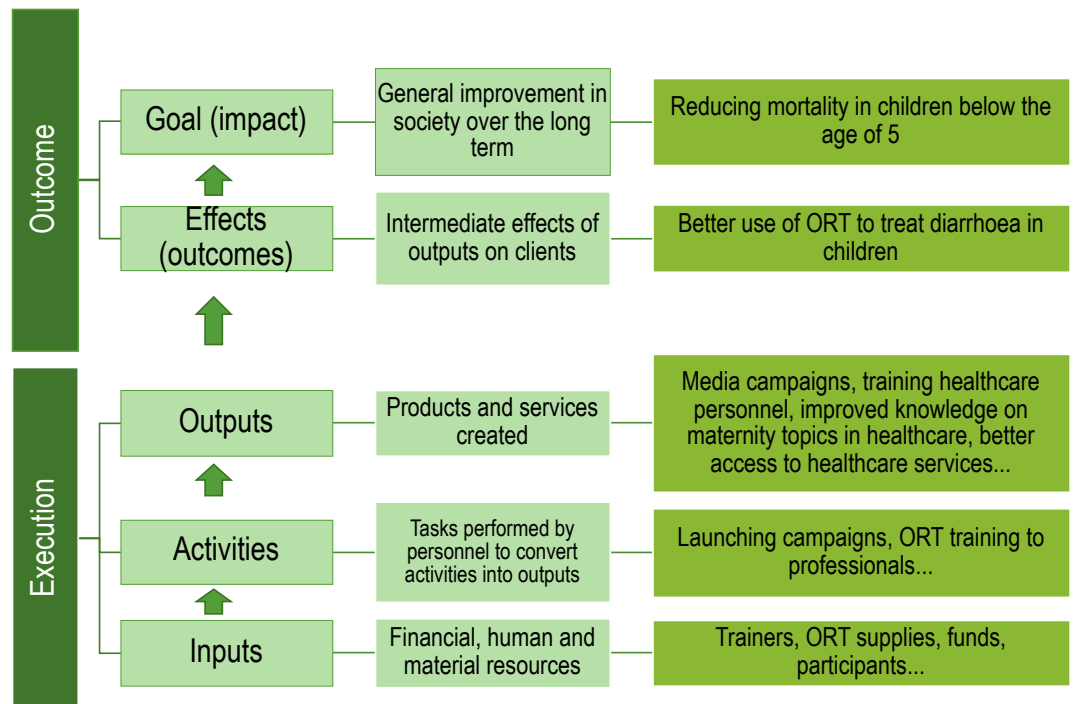 Outcome
Goal (impact)
General improvement in
society over the long
term
Reducing mortality in children below the
age of 5
Effects
(outcomes)
Intermediate effects of
outputs on clients
Better use of ORT to treat diarrhoea in
children
Execution
Outputs
Products and services
created
Media campaigns, training healthcare
personnel, improved knowledge on
maternity topics in healthcare, better
access to healthcare services...
Activities
Tasks performed by
personnel to convert
activities into outputs
Launching campaigns, ORT training to
professionals...
Inputs
Financial, human and
material resources
Trainers, ORT supplies, funds,
participants...